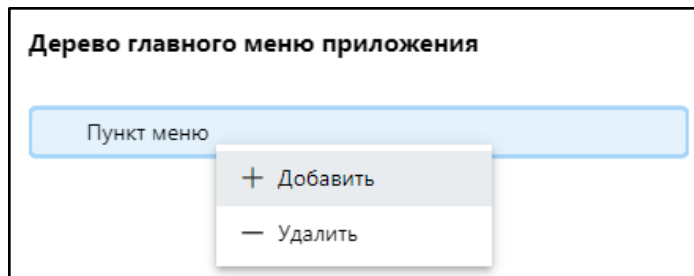 Дерево главного меню приложения
Пункт меню
+ Добавить
— Удалить